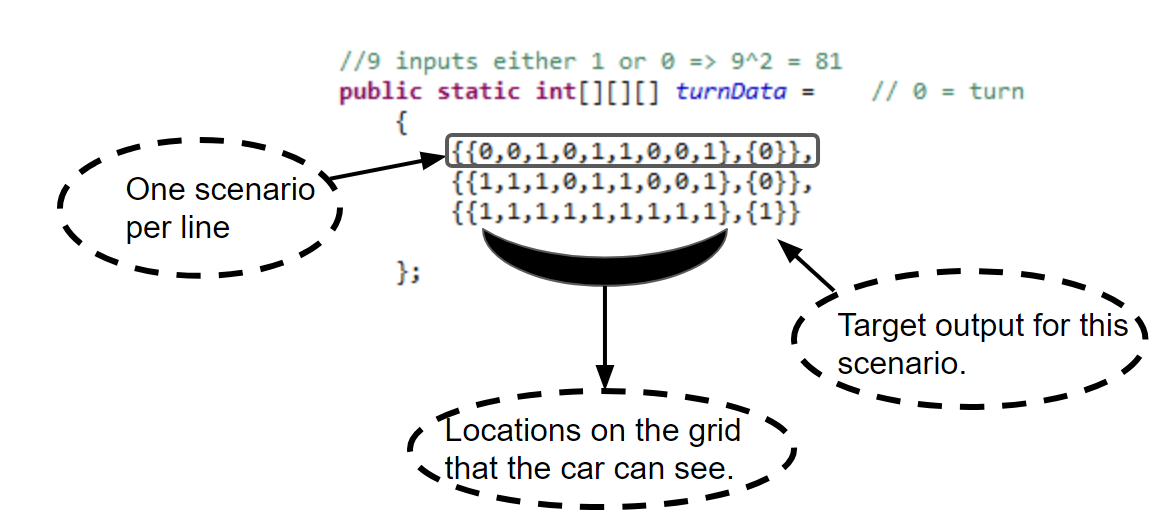 //9 inputs either 1 or 0 => 9^2 = 81
public static int[][][] turnData =    // 0 = turn
{
{{0,0,1,0,1,1,0,0,1},{0}},
{{1,1,1,0,1,1,0,0,1},{0}},
{{1,1,1,1,1,1,1,1,1},{1}}
};
One scenario
per line
Target output for this
scenario.
Locations on the grid
that the car can see.